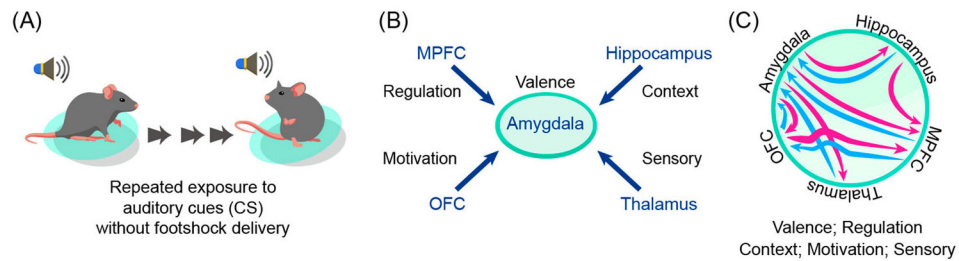 (A)
Repeated exposure to
auditory cues (CS)
without footshock delivery
(B)
MPFC
Hippocampus
Valence
Regulation
Context
Amygdala
Motivation
Sensory
OFC
Thalamus
(C)
Amygdala
Hippocampus
MPFC
Thalamus
OFC
Valence; Regulation
Context; Motivation; Sensory